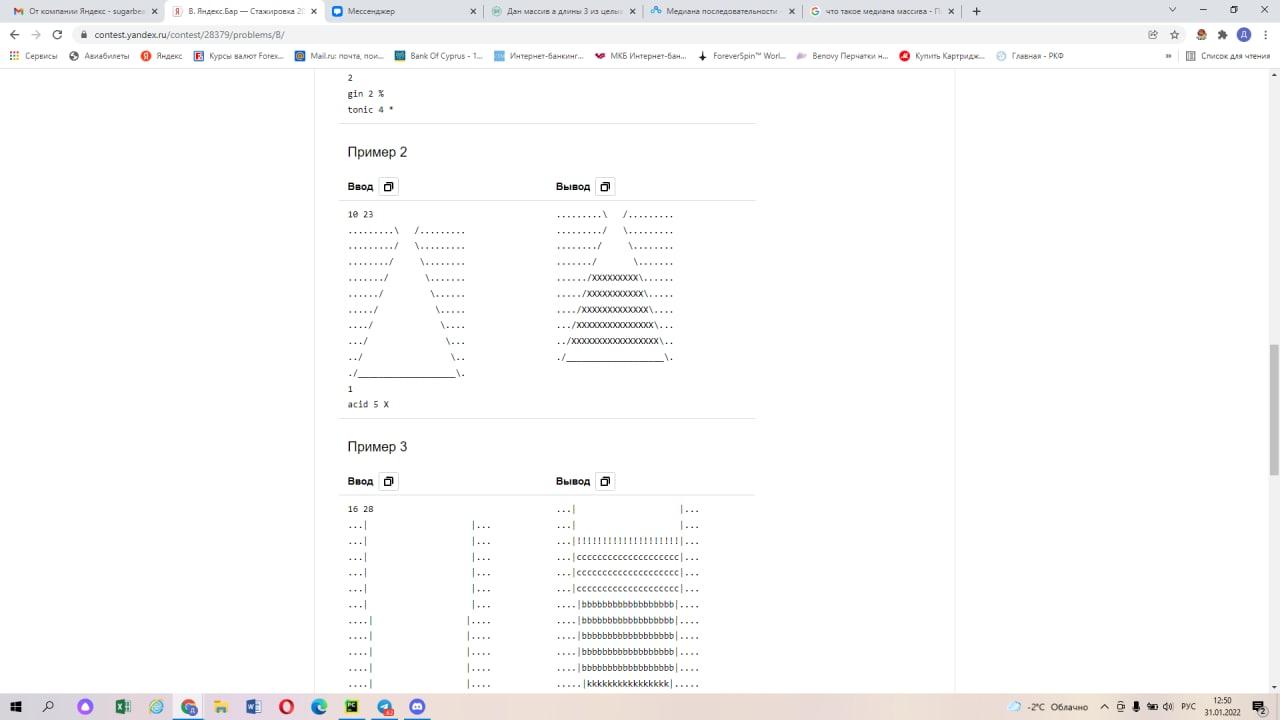 От компании Яндекс - sugarbe
В. Яндекс.Бар — Стажировка 20
Мессенджер
Дан массив a длины 3 из целых
Медиана последовательности
что такое медиана массива - П
contest.yandex.ru/contest/28379/problems/8/
Сервисы Авиабилеты Яндекс Курсы валют Forex... Mail.ru: почта, пои... Bank Of Cyprus – 1... Интернет-банкинг... МКБ Интернет-бан... ForeverSpin™ Worl... Benovy Перчатки н... Купить Картридж... Главная - РКФ » Список для чтения
2
gin 2 %
tonic 4 *
Пример 2
Ввод Вывод
10 23 .........\   /.........
.........\   /......... ........./   \.........
........./   \......... ......../     \........
......../     \........ ......./       \.......
......./       \....... ....../XXXXXXXXX\......
....../         \...... ...../XXXXXXXXXXX\.....
...../           \..... ..../XXXXXXXXXXXXX\....
..../             \.... .../XXXXXXXXXXXXXXX\...
.../               \... ../XXXXXXXXXXXXXXXXX\..
../                 \.. ./___________________\.
./___________________\.
1
acid 5 X
Пример 3
Ввод Вывод
16 28 ...|                    |...
...|                    |... ...|                    |...
...|                    |... ...|!!!!!!!!!!!!!!!!!!!!|...
...|                    |... ...|cccccccccccccccccccc|...
...|                    |... ...|cccccccccccccccccccc|...
...|                    |... ...|cccccccccccccccccccc|...
...|                    |... ....|bbbbbbbbbbbbbbbbbb|....
....|                  |.... ....|bbbbbbbbbbbbbbbbbb|....
....|                  |.... ....|bbbbbbbbbbbbbbbbbb|....
....|                  |.... ....|bbbbbbbbbbbbbbbbbb|....
....|                  |.... ....|bbbbbbbbbbbbbbbbbb|....
....|                  |.... .....|kkkkkkkkkkkkkkkk|.....
-2°C Облачно РУС 12:50
31.01.2022